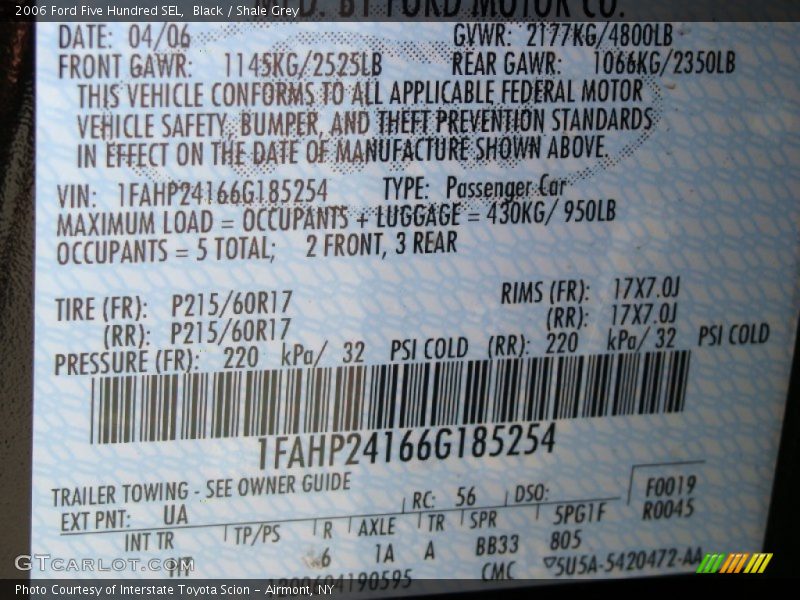 2006 Ford Five Hundred SEL, Black / Shale Grey
BY FORD MOTOR CO.
DATE: 04/06 GVWR: 2177KG/4800LB
FRONT GAWR: 1145KG/2525LB REAR GAWR: 1066KG/2350LB
THIS VEHICLE CONFORMS TO ALL APPLICABLE FEDERAL MOTOR
VEHICLE SAFETY, BUMPER, AND THEFT PREVENTION STANDARDS
IN EFFECT ON THE DATE OF MANUFACTURE SHOWN ABOVE.
VIN: 1FAHP24166G185254 TYPE: Passenger Car
MAXIMUM LOAD = OCCUPANTS + LUGGAGE = 430KG/ 950LB
OCCUPANTS = 5 TOTAL; 2 FRONT, 3 REAR
TIRE (FR): P215/60R17 RIMS (FR): 17X7.0J
(RR): P215/60R17 (RR): 17X7.0J
PRESSURE (FR): 220 kPa/ 32 PSI COLD (RR): 220 kPa/ 32 PSI COLD
1FAHP24166G185254
TRAILER TOWING - SEE OWNER GUIDE
EXT PNT: UA RC: 56 DSO: F0019
R0045
INT TR TP/PS R AXLE TR SPR 5PG1F
6 1A A BB33 805
CMC 5U5A-5420472-AA
GTCarLot.com
Photo Courtesy of Interstate Toyota Scion - Airmont, NY